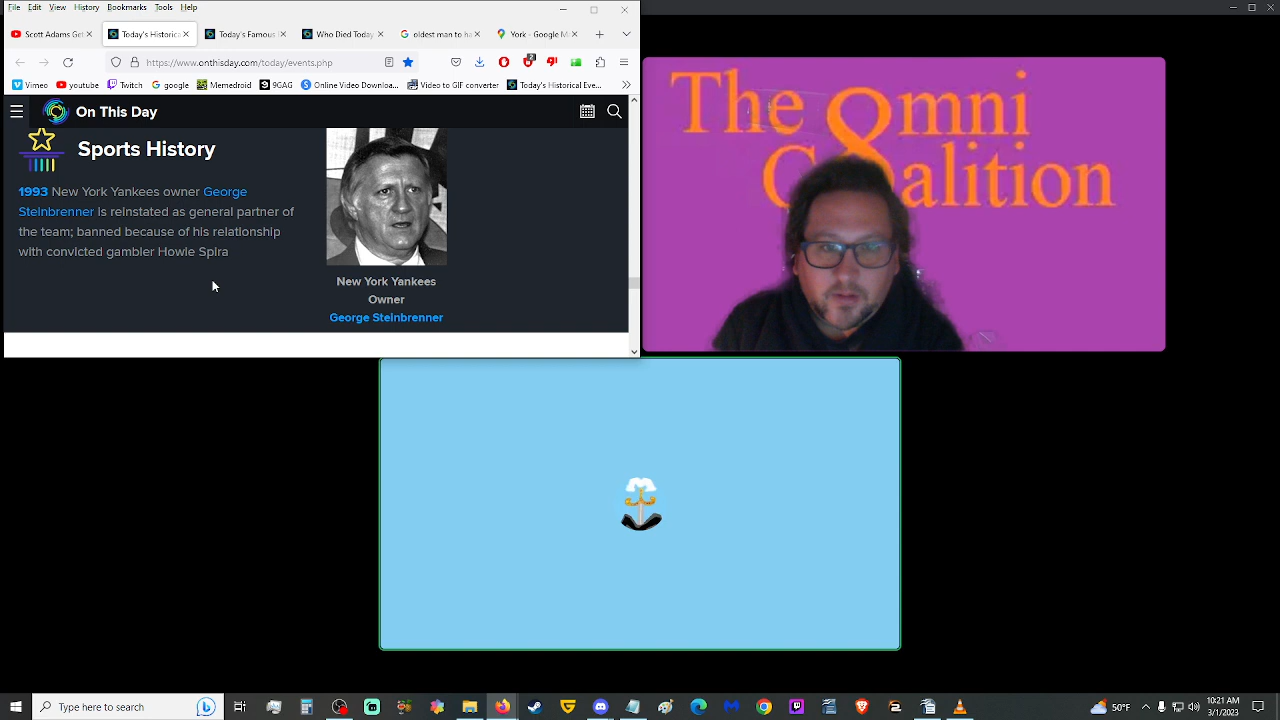 File Edit View History Bookmarks Tools Help
Scott Adams Get
Today's Historica
Today's Famous
Who Died Today
oldest man to ha
York - Google M
https://www.onthisday.com/today/events.php
Vimeo youtube Twitch google Memedroid 9GAG Online Video Downloa... Video to GIF converter Today's Historical Eve...
On This Day
Sports History
1993 New York Yankees owner George
Steinbrenner is reinstated as general partner of
the team; banned because of his relationship
with convicted gambler Howie Spira
New York Yankees
Owner
George Steinbrenner
The Omni
Coalition
Type here to search
50°F
10:21 AM
3/1/2023